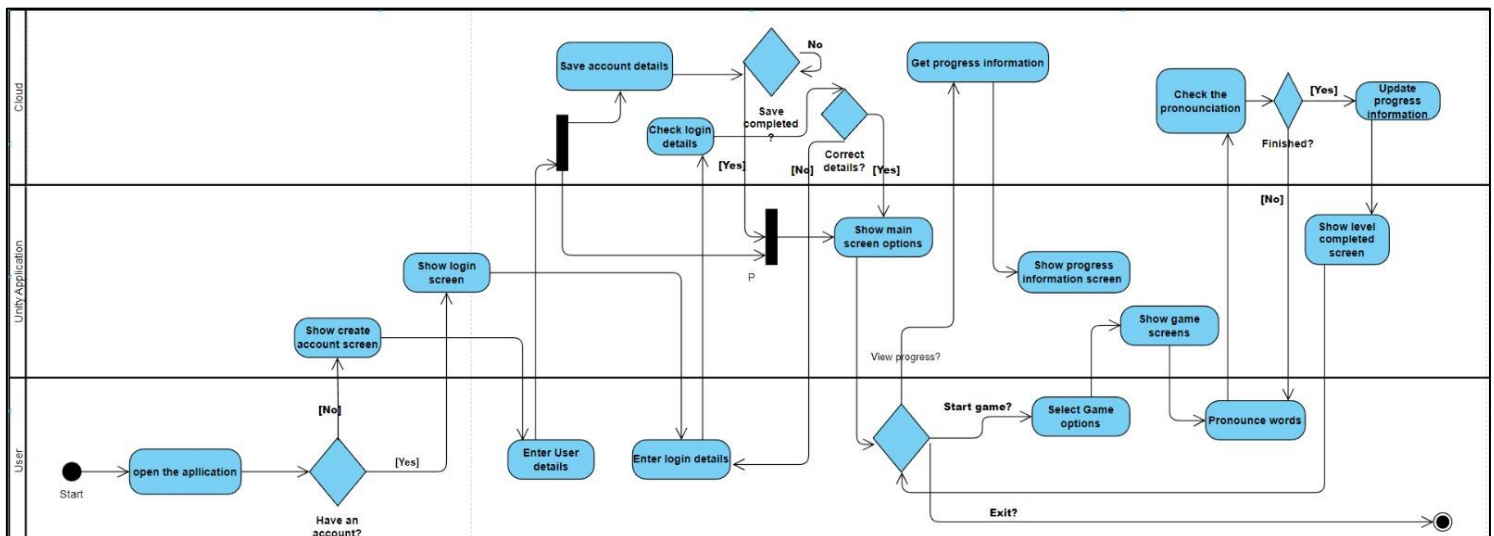 Cloud
Save account details
No
Save
completed
?
Check login
details
[Yes]
[No]
Correct
details?
[Yes]
Get progress information
Check the
pronounciation
Finished?
[Yes]
[No]
Update
progress
information
Unity Application
Show login
screen
Show create
account screen
P
Show main
screen options
View progress?
Show progress
information screen
Show game
screens
Show level
completed
screen
User
Start
open the apllication
[No]
[Yes]
Have an
account?
Enter User
details
Enter login details
Start game?
Select Game
options
Pronounce words
Exit?